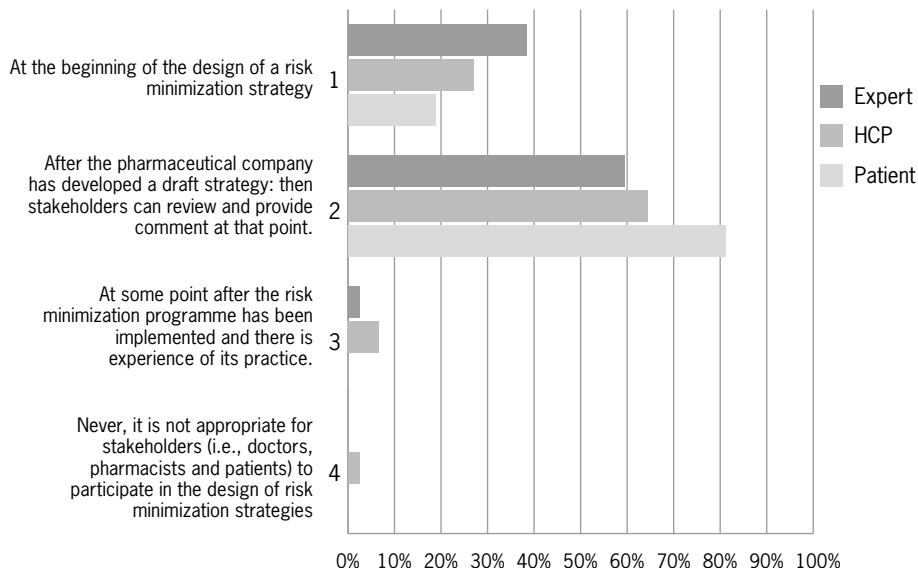 At the beginning of the design of a risk
minimization strategy
1
After the pharmaceutical company
has developed a draft strategy: then
stakeholders can review and provide
comment at that point.
2
At some point after the risk
minimization programme has been
implemented and there is
experience of its practice.
3
Never, it is not appropriate for
stakeholders (i.e., doctors,
pharmacists and patients) to
participate in the design of risk
minimization strategies
4
Expert
HCP
Patient
0% 10% 20% 30% 40% 50% 60% 70% 80% 90% 100%